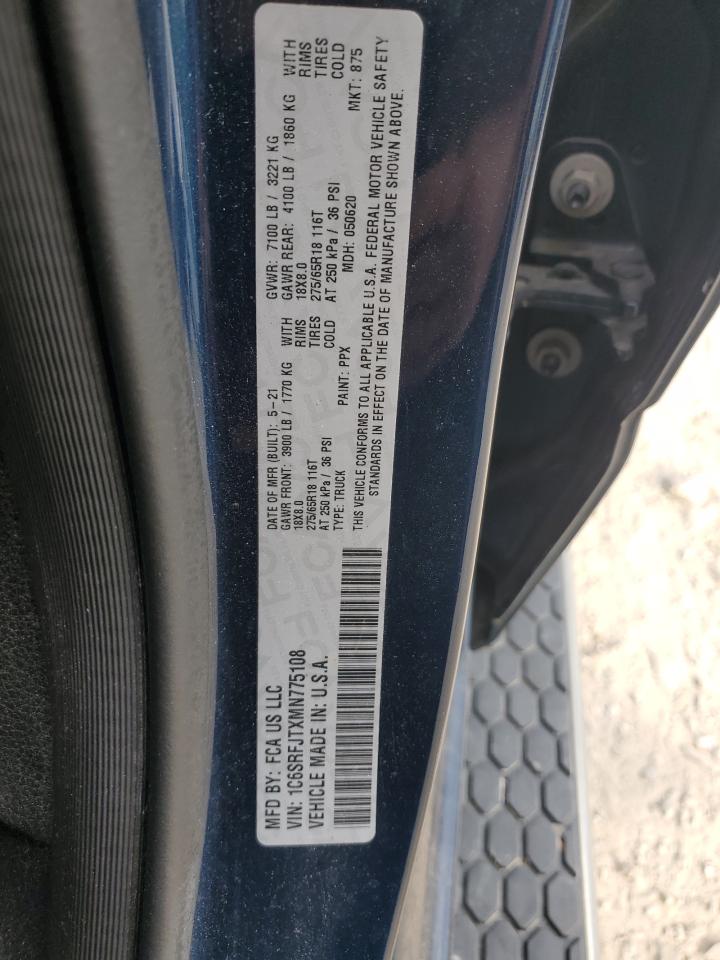 MFD BY: FCA US LLC
DATE OF MFR (BUILT): 5-21
GVWR: 7100 LB / 3221 KG
VIN: 1C6SRFJTXMN775108
GAWR FRONT: 3900 LB / 1770 KG WITH
GAWR REAR: 4100 LB / 1860 KG WITH
VEHICLE MADE IN: U.S.A.
18X8.0 RIMS
18X8.0 RIMS
275/65R18 116T TIRES
275/65R18 116T TIRES
AT 250 kPa / 36 PSI COLD
AT 250 kPa / 36 PSI COLD
TYPE: TRUCK PAINT: PPX MDH: 050620 MKT: 875
THIS VEHICLE CONFORMS TO ALL APPLICABLE U.S.A. FEDERAL MOTOR VEHICLE SAFETY
STANDARDS IN EFFECT ON THE DATE OF MANUFACTURE SHOWN ABOVE.